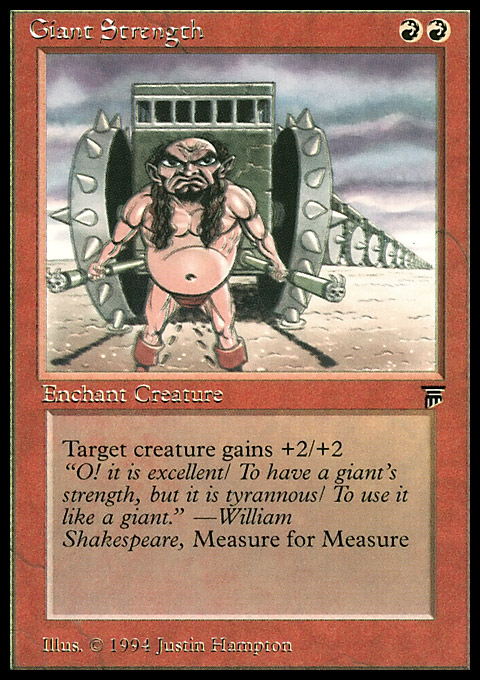 Giant Strength
Enchant Creature
Target creature gains +2/+2
“O! it is excellent/ To have a giant's
strength, but it is tyrannous/ To use it
like a giant.” —William
Shakespeare, Measure for Measure
Illus. © 1994 Justin Hampton